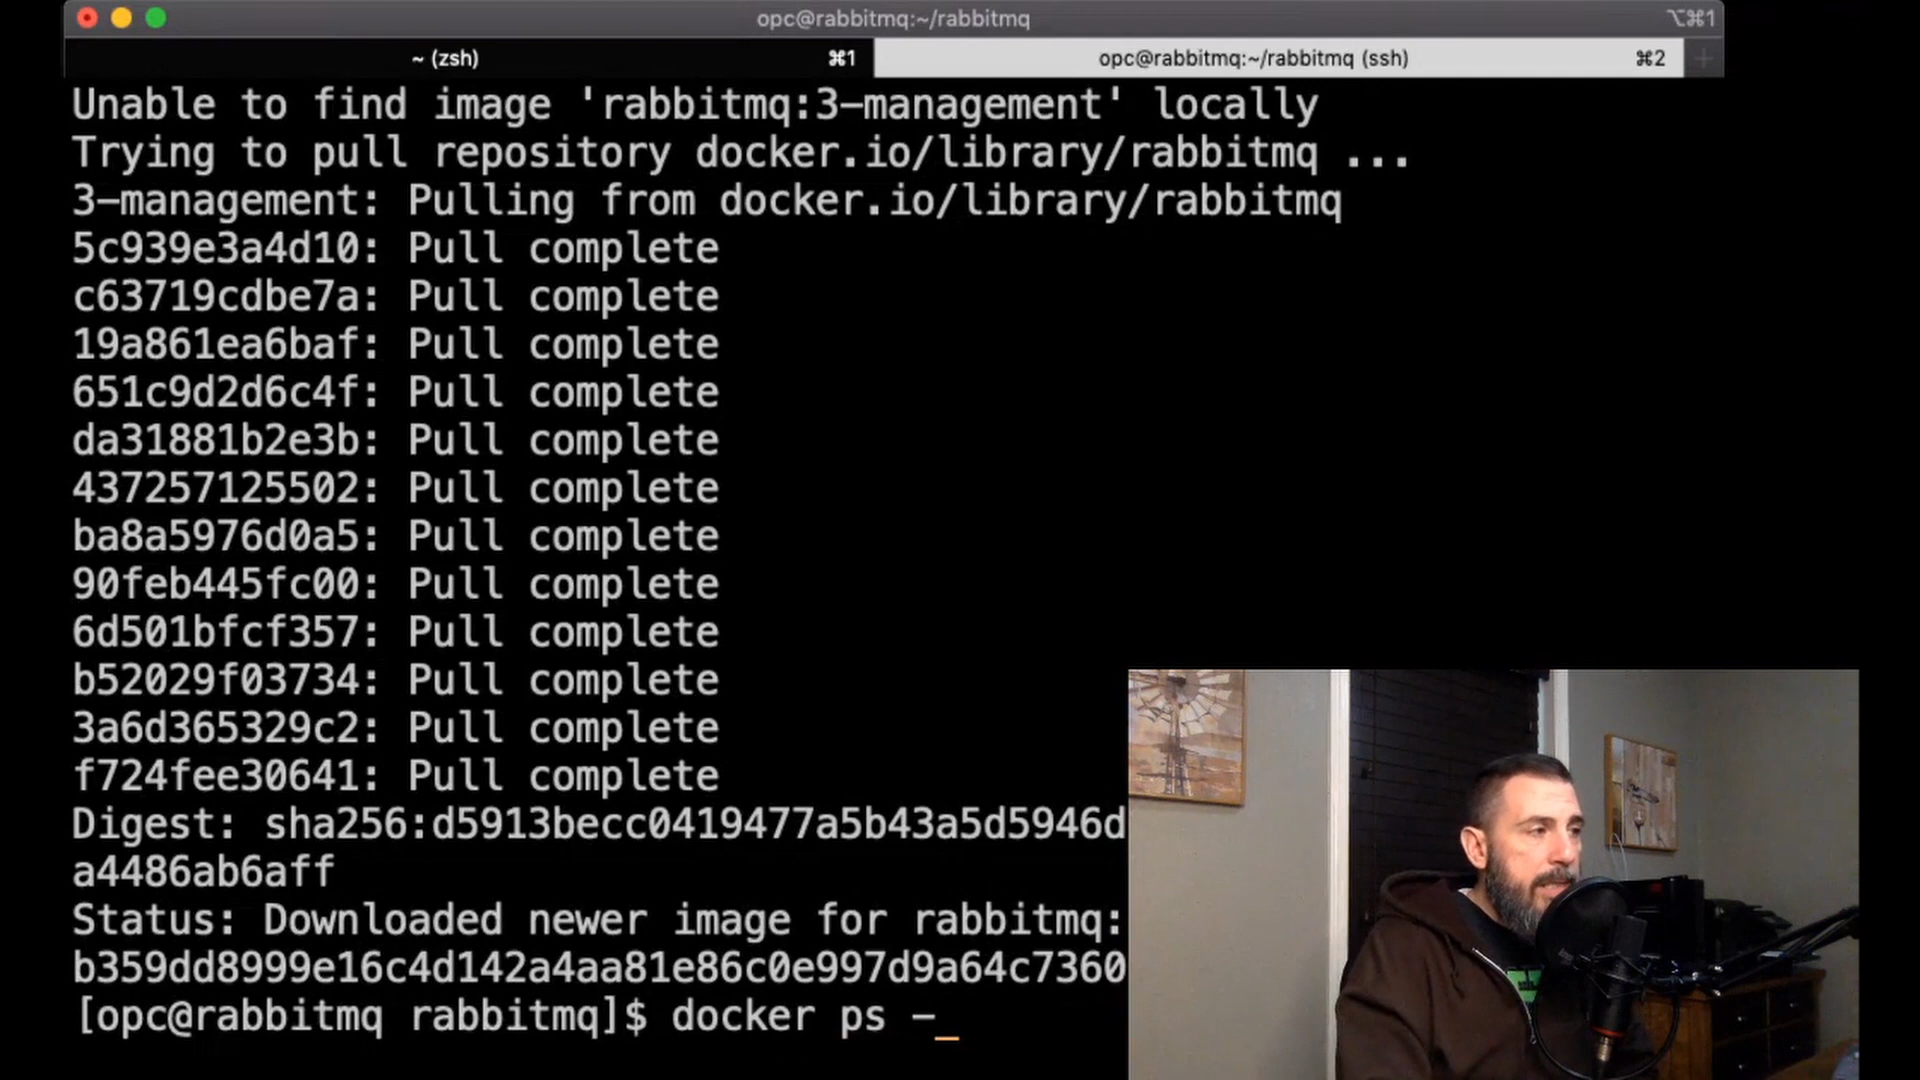 opc@rabbitmq:~/rabbitmq
⌥⌘1
~ (zsh)
⌘1
opc@rabbitmq:~/rabbitmq (ssh)
⌘2
Unable to find image 'rabbitmq:3-management' locally
Trying to pull repository docker.io/library/rabbitmq ...
3-management: Pulling from docker.io/library/rabbitmq
5c939e3a4d10: Pull complete
c63719cdbe7a: Pull complete
19a861ea6baf: Pull complete
651c9d2d6c4f: Pull complete
da31881b2e3b: Pull complete
437257125502: Pull complete
ba8a5976d0a5: Pull complete
90feb445fc00: Pull complete
6d501bfcf357: Pull complete
b52029f03734: Pull complete
3a6d365329c2: Pull complete
f724fee30641: Pull complete
Digest: sha256:d5913becc0419477a5b43a5d5946d
a4486ab6aff
Status: Downloaded newer image for rabbitmq:
b359dd8999e16c4d142a4aa81e86c0e997d9a64c7360
[opc@rabbitmq rabbitmq]$ docker ps -_